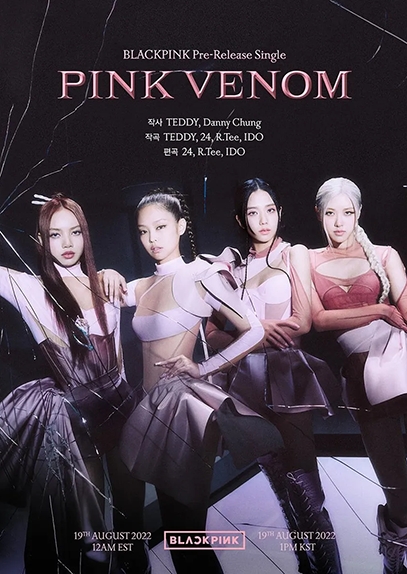 BLACKPINK Pre-Release Single
PINK VENOM
작사 TEDDY, Danny Chung
작곡 TEDDY, 24, R.Tee, IDO
편곡 24, R.Tee, IDO
19TH AUGUST 2022
12AM EST
BLACKPINK
19TH AUGUST 2022
1PM KST